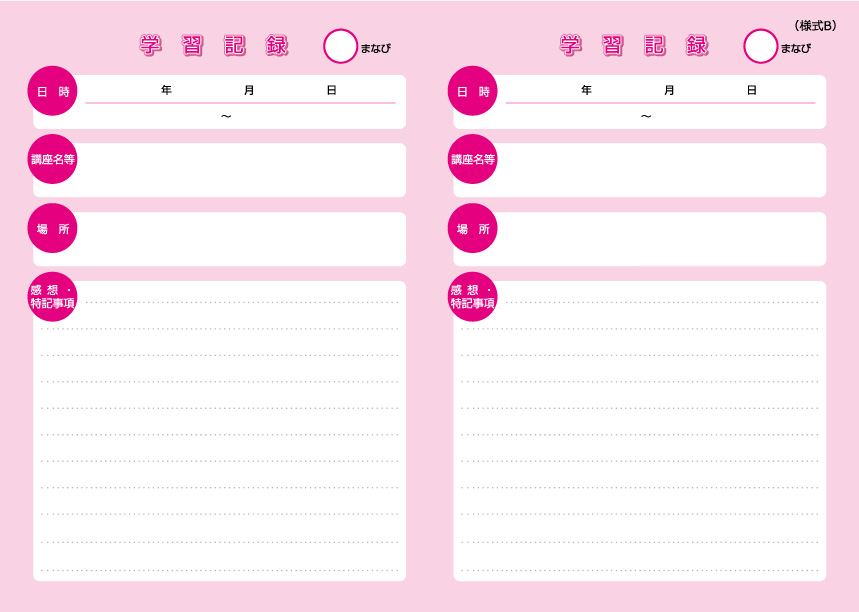 （様式B）
学習記録
まなび
日時
年 月 日
～
講座名等
場所
感想・
特記事項
学習記録
まなび
日時
年 月 日
～
講座名等
場所
感想・
特記事項